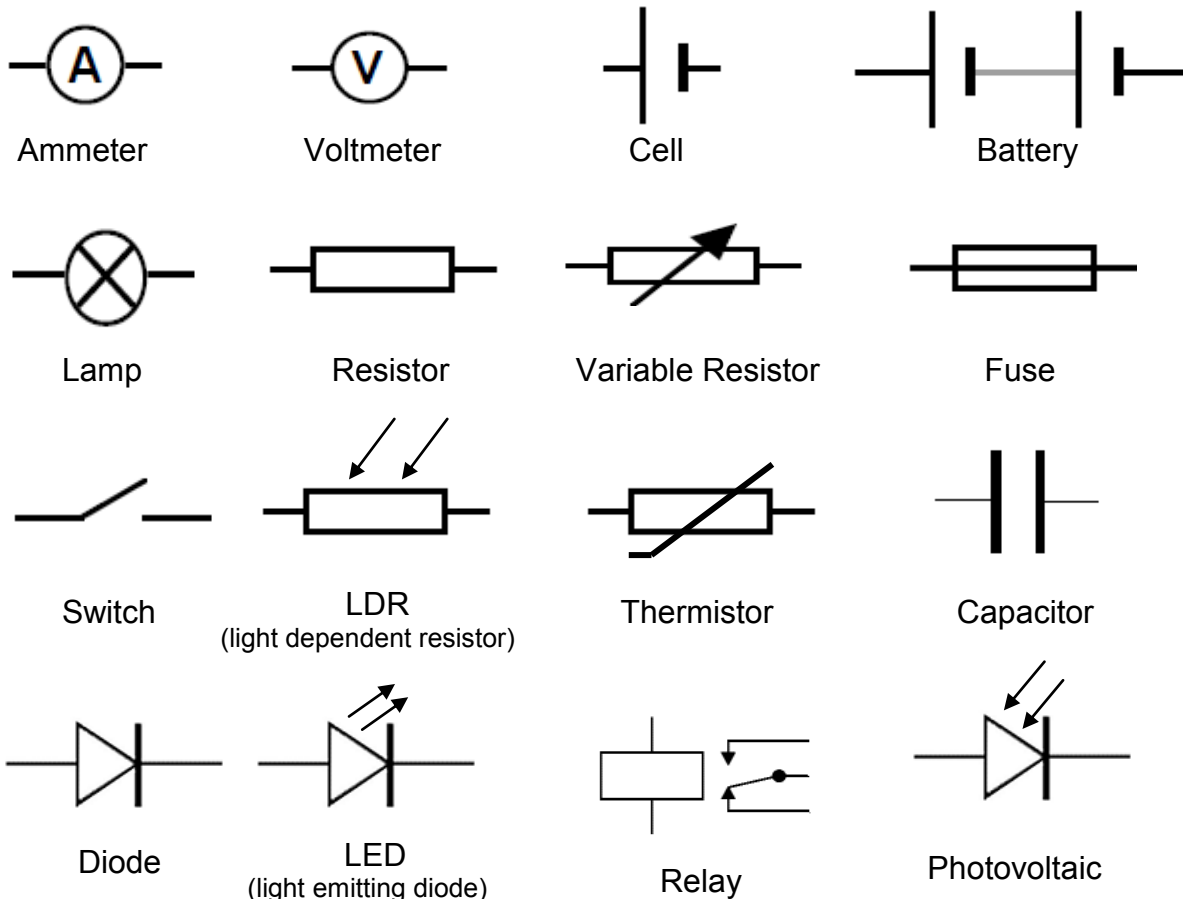 A
V
Ammeter
Voltmeter
Cell
Battery
Lamp
Resistor
Variable Resistor
Fuse
Switch
LDR
(light dependent resistor)
Thermistor
Capacitor
Diode
LED
(light emitting diode)
Relay
Photovoltaic